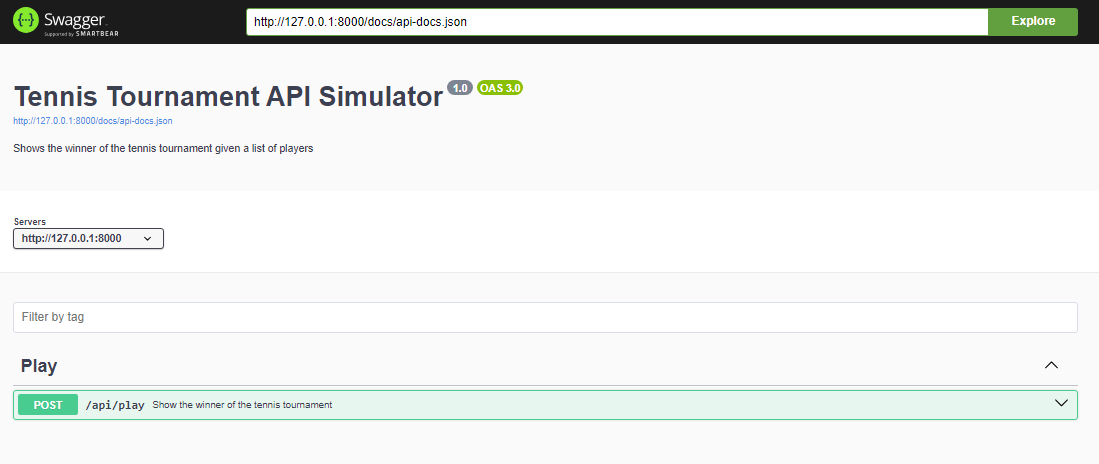 Swagger
Supported by SMARTBEAR
http://127.0.0.1:8000/docs/api-docs.json
Explore
Tennis Tournament API Simulator 1.0 OAS 3.0
http://127.0.0.1:8000/docs/api-docs.json
Shows the winner of the tennis tournament given a list of players
Servers
http://127.0.0.1:8000
Filter by tag
Play
POST /api/play Show the winner of the tennis tournament